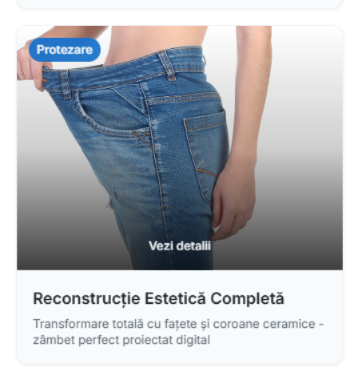 Protezare
Vezi detalii
Reconstrucție Estetică Completă
Transformare totală cu fațete și coroane ceramice -
zâmbet perfect proiectat digital